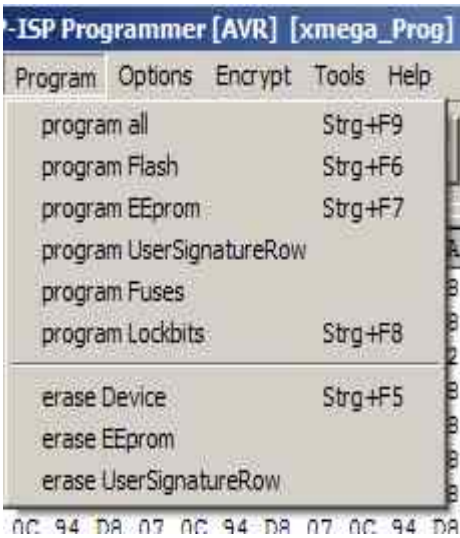 -ISP Programmer [AVR] [xmega_Prog]
Program Options Encrypt Tools Help
program all Strg+F9
program Flash Strg+F6
program EEprom Strg+F7
program UserSignatureRow
program Fuses
program Lockbits Strg+F8
erase Device Strg+F5
erase EEprom
erase UserSignatureRow
0C 94 D8 07 0C 94 D8 07 0C 94 D8